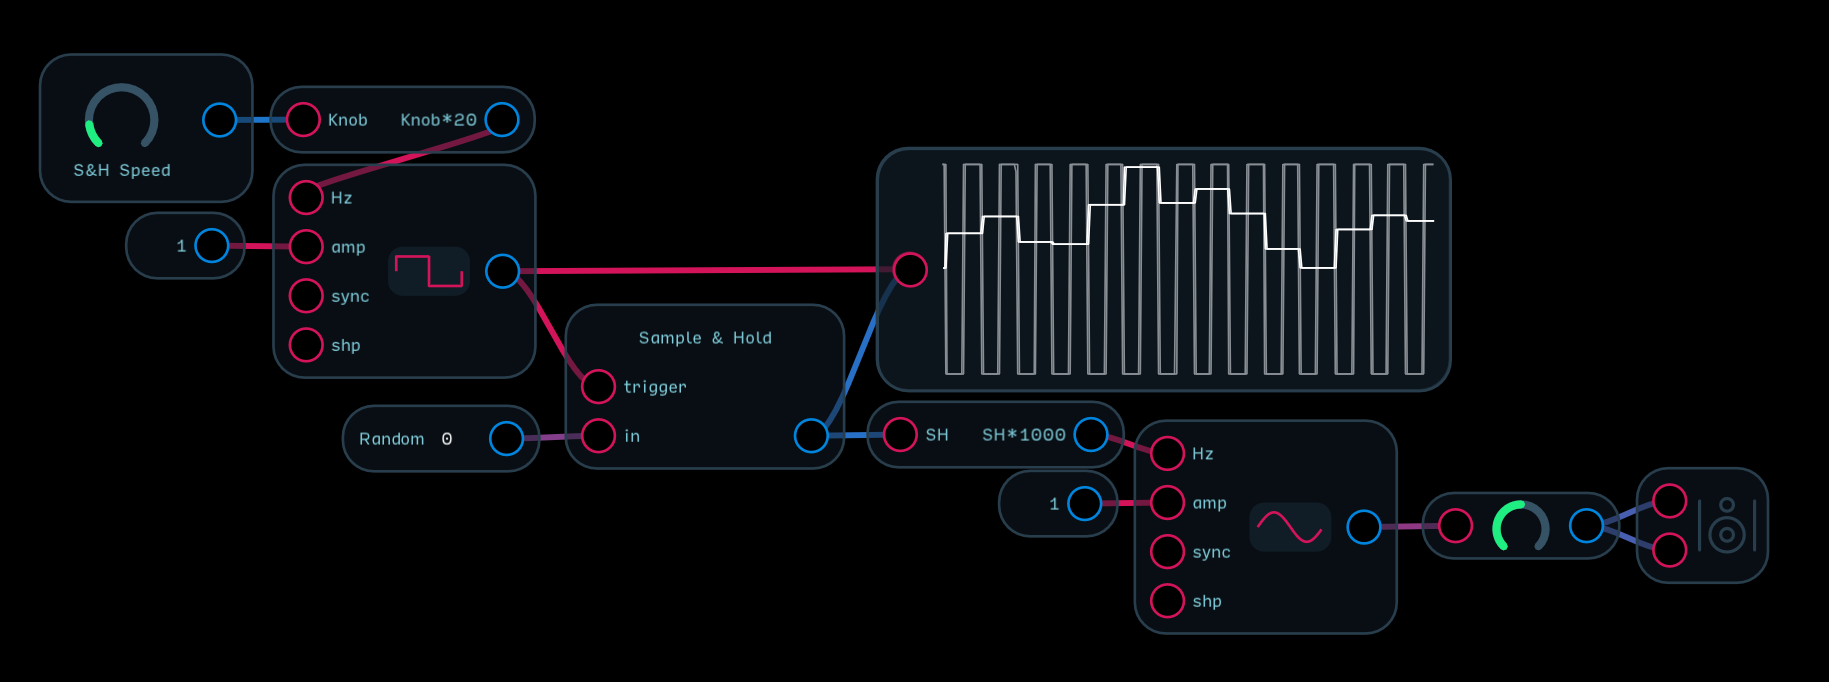 S&H Speed
Knob Knob*20
Hz
1
amp
sync
shp
Sample & Hold
trigger
in
Random 0
SH SH*1000
1
Hz
amp
sync
shp